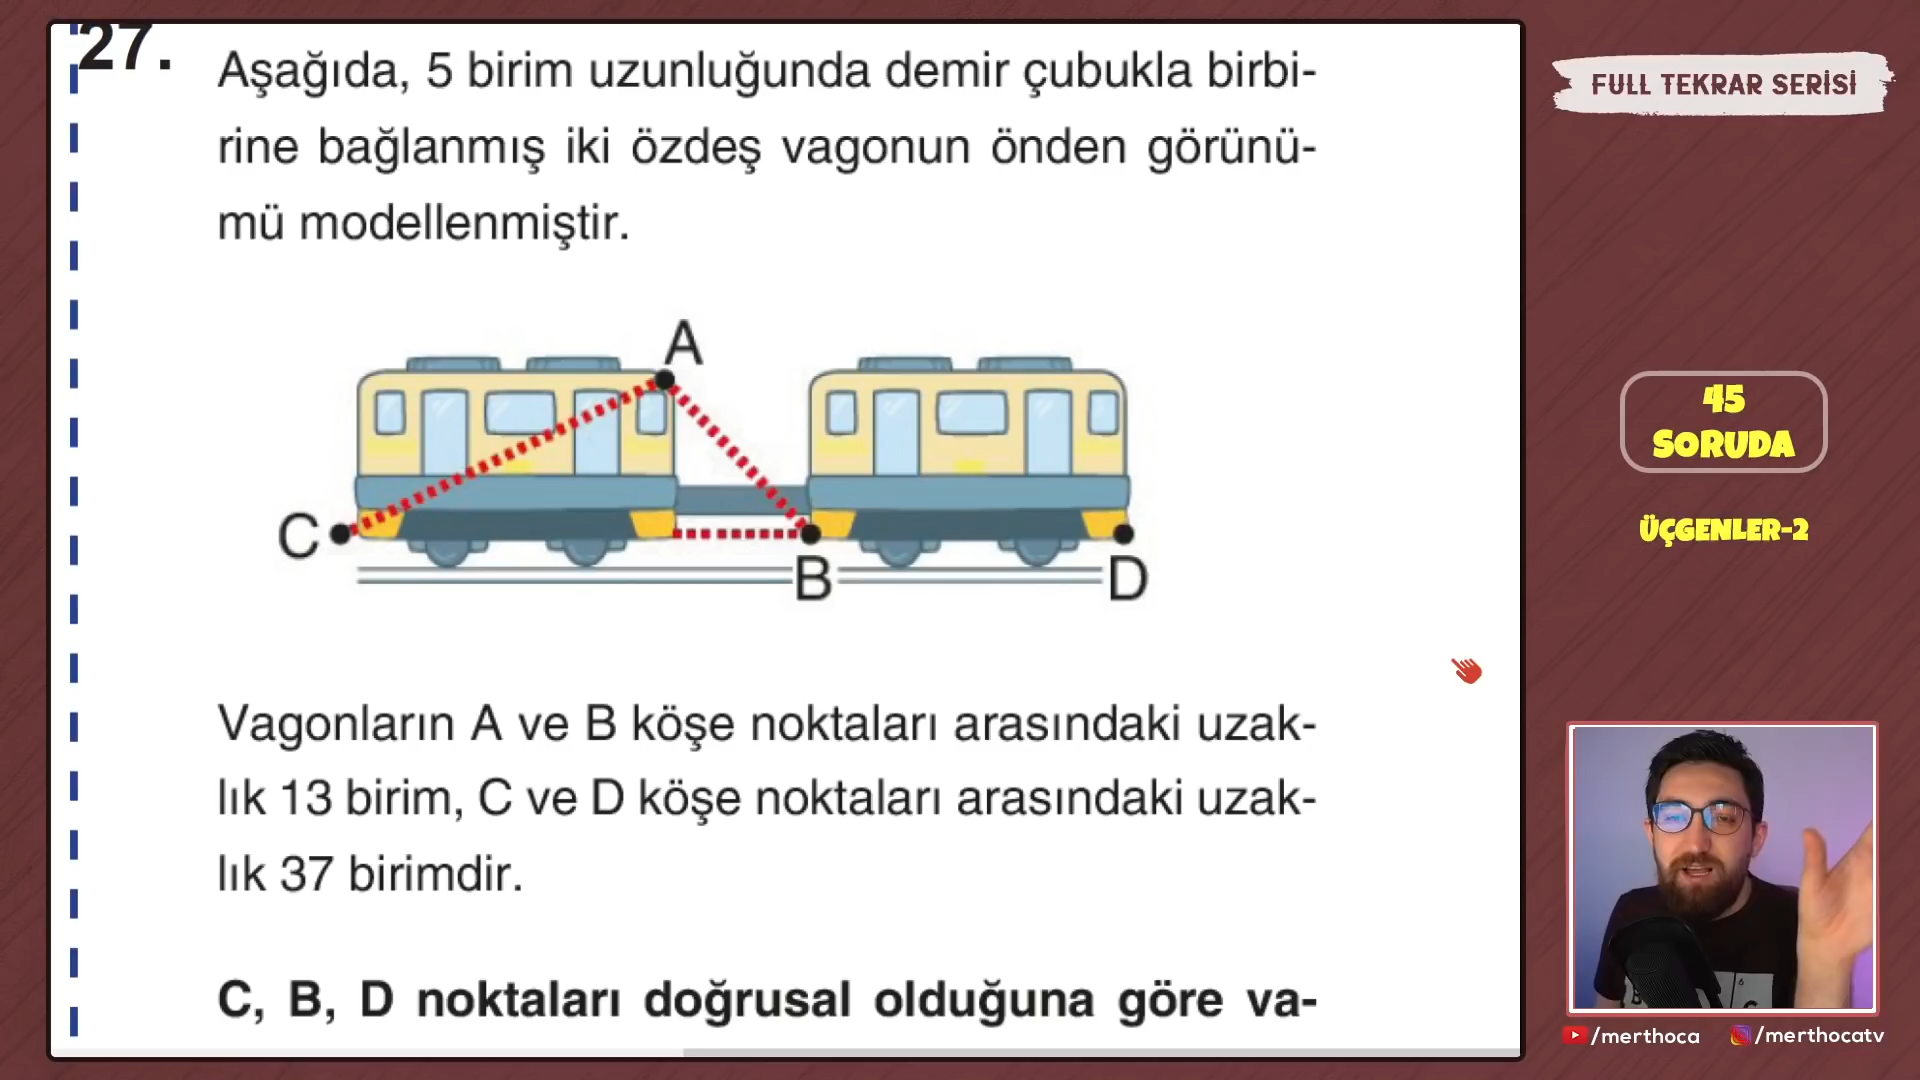 27.
Aşağıda, 5 birim uzunluğunda demir çubukla birbi-
rine bağlanmış iki özdeş vagonun önden görünü-
mü modellenmiştir.
A
C
B
D
Vagonların A ve B köşe noktaları arasındaki uzak-
lık 13 birim, C ve D köşe noktaları arasındaki uzak-
lık 37 birimdir.
C, B, D noktaları doğrusal olduğuna göre va-
FULL TEKRAR SERİSİ
45
SORUDA
ÜÇGENLER-2
/merthoca
/merthocatv